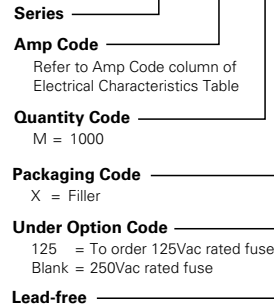 Series
Amp Code
Refer to Amp Code column of
Electrical Characteristics Table
Quantity Code
M = 1000
Packaging Code
X = Filler
Under Option Code
125 = To order 125Vac rated fuse
Blank = 250Vac rated fuse
Lead-free